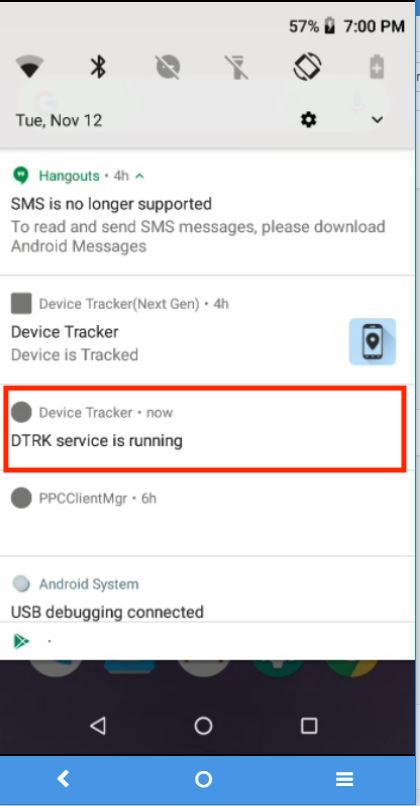 57% 7:00 PM
Tue, Nov 12
Hangouts • 4h
SMS is no longer supported
To read and send SMS messages, please download
Android Messages
Device Tracker(Next Gen) • 4h
Device Tracker
Device is Tracked
Device Tracker • now
DTRK service is running
PPCClientMgr • 6h
Android System
USB debugging connected